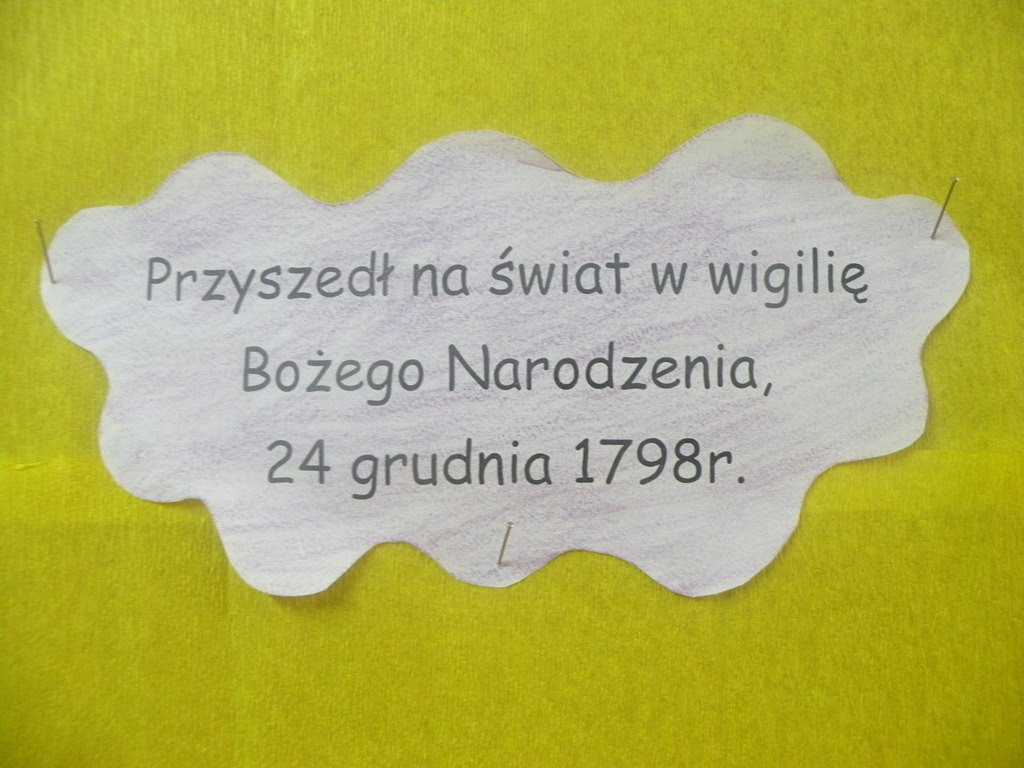 Przyszedł na świat w wigilię
Bożego Narodzenia,
24 grudnia 1798r.